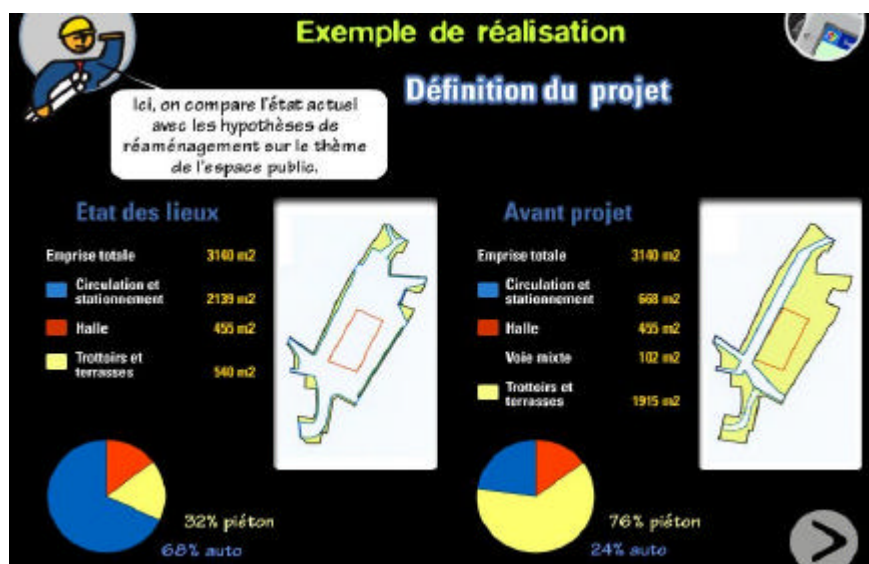 Exemple de réalisation
Définition du projet
Ici, on compare l'état actuel
avec les hypothèses de
réaménagement sur le thème
de l'espace public.
Etat des lieux
Emprise totale 3140 m2
Circulation et
stationnement 2139 m2
Halle 455 m2
Trottoirs et
terrasses 540 m2
32% piéton
68% auto
Avant projet
Emprise totale 3140 m2
Circulation et
stationnement 668 m2
Halle 455 m2
Voie mixte 102 m2
Trottoirs et
terrasses 1915 m2
76% piéton
24% auto